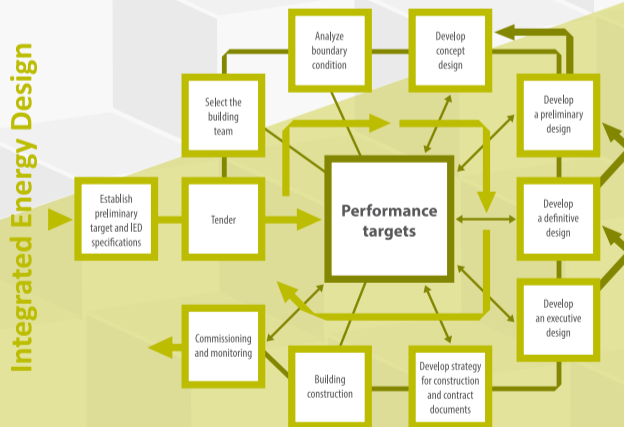 Integrated Energy Design
Establish
preliminary
target and IED
specifications
Tender
Select the
building
team
Analyze
boundary
condition
Develop
concept
design
Develop
a preliminary
design
Develop
a definitive
design
Develop
an executive
design
Develop strategy
for construction
and contract
documents
Building
construction
Commissioning
and monitoring
Performance
targets